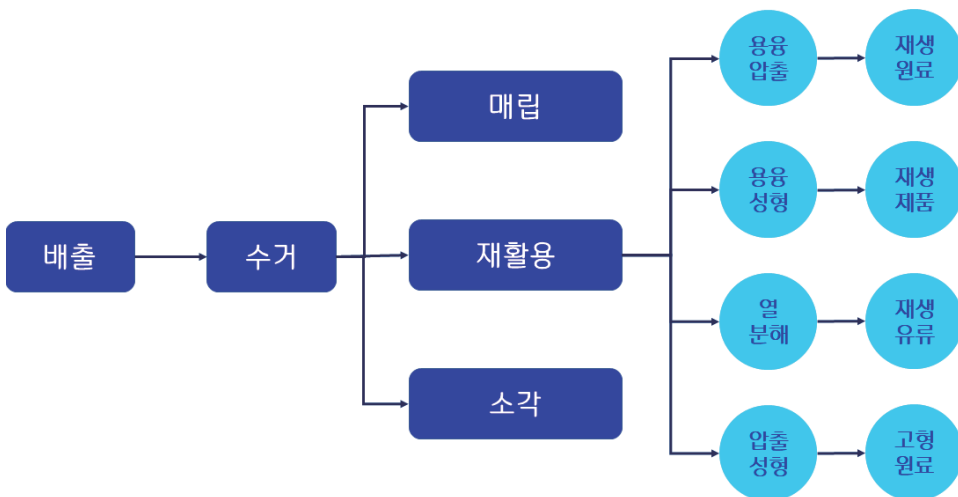 배출
수거
매립
재활용
소각
용융
압출
재생
원료
용융
성형
재생
제품
열
분해
재생
유류
압출
성형
고형
원료